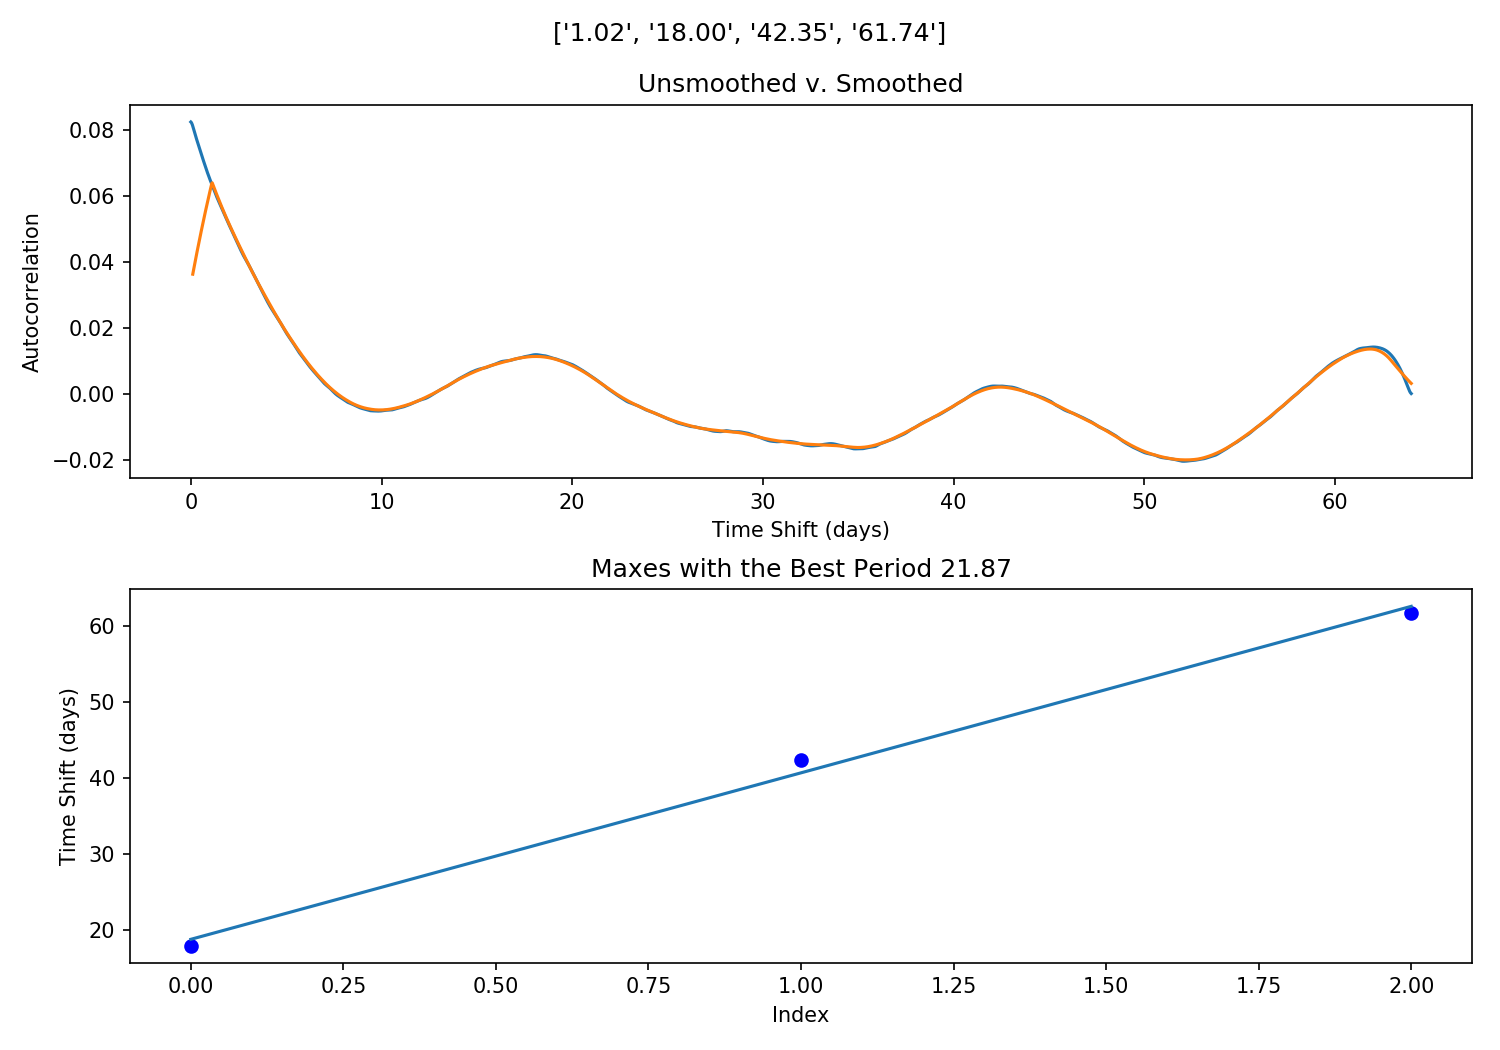 ['1.02', '18.00', '42.35', '61.74']
Unsmoothed v. Smoothed
Autocorrelation
0.08
0.06
0.04
0.02
0.00
−0.02
0 10 20 30 40 50 60
Time Shift (days)
Maxes with the Best Period 21.87
Time Shift (days)
60
50
40
30
20
0.00 0.25 0.50 0.75 1.00 1.25 1.50 1.75 2.00
Index